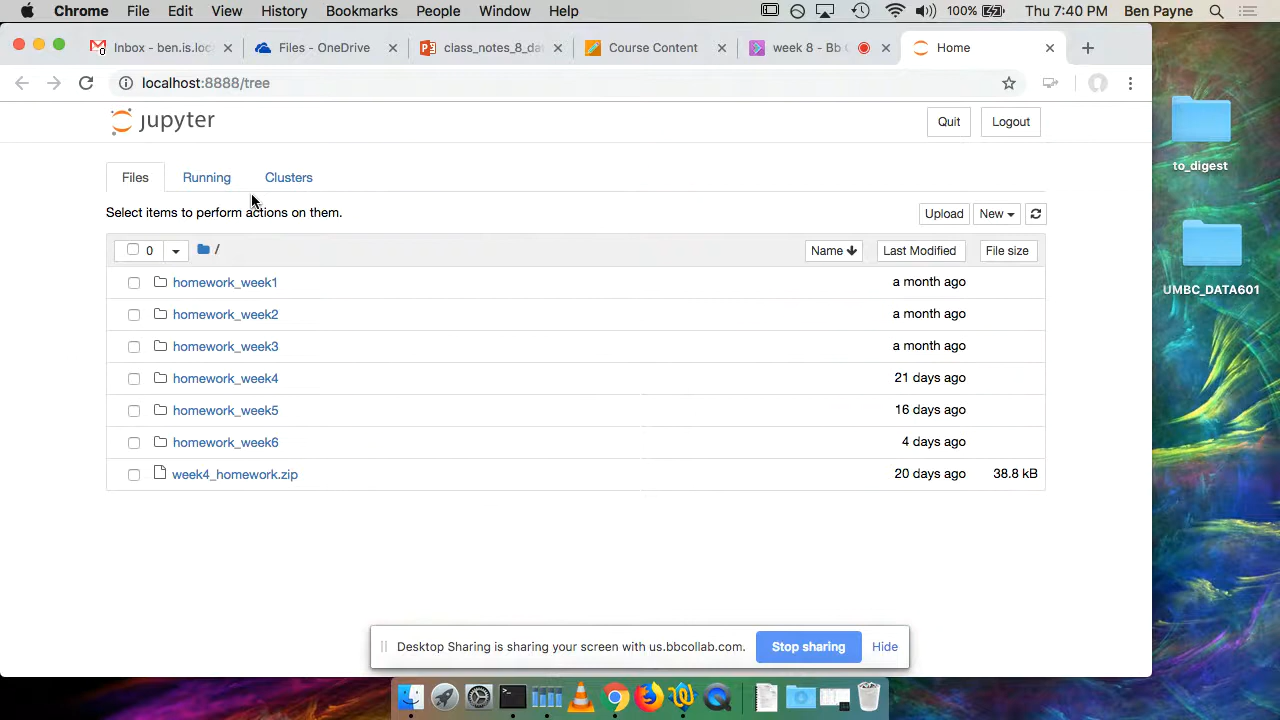 Chrome File Edit View History Bookmarks People Window Help 100% Thu 7:40 PM Ben Payne
Inbox - ben.is.loc Files - OneDrive class_notes_8_da Course Content week 8 - Bb Home
localhost:8888/tree
jupyter Quit Logout
Files Running Clusters
Select items to perform actions on them. Upload New
0 / Name Last Modified File size
homework_week1 a month ago
homework_week2 a month ago
homework_week3 a month ago
homework_week4 21 days ago
homework_week5 16 days ago
homework_week6 4 days ago
week4_homework.zip 20 days ago 38.8 kB
to_digest
UMBC_DATA601
Desktop Sharing is sharing your screen with us.bbcollab.com. Stop sharing Hide